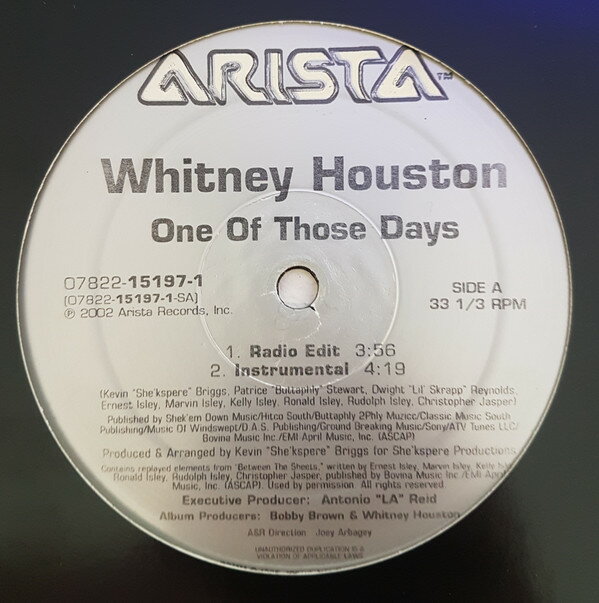 ARISTA™
Whitney Houston
One Of Those Days
07822-15197-1
(07822-15197-1-SA)
℗ 2002 Arista Records, Inc.
SIDE A
33 1/3 RPM
1. Radio Edit 3:56
2. Instrumental 4:19
(Kevin "She'kspere" Briggs, Patrice "Buttaphly" Stewart, Dwight "Lil' Skrapp" Reynolds,
Ernest Isley, Marvin Isley, Kelly Isley, Ronald Isley, Rudolph Isley, Christopher Jasper)
Published by Shek'em Down Music/Hitco South/Buttaphly 2Phly Muzicc/Classic Music South
Publishing/Music Of Windswept/D.A.S. Publishing/Ground Breaking Music/Sony/ATV Tunes LLC/
Bovina Music Inc./EMI April Music, Inc. (ASCAP)
Produced & Arranged by Kevin "She'kspere" Briggs for She'kspere Productions
Contains replayed elements from "Between The Sheets," written by Ernest Isley, Marvin Isley, Kelly Isley
Ronald Isley, Rudolph Isley, Christopher Jasper, published by Bovina Music Inc /EMI April
Music, Inc. (ASCAP). Used by permission. All rights reserved
Executive Producer: Antonio "LA" Reid
Album Producers: Bobby Brown & Whitney Houston
A&R Direction: Joey Arbagey
UNAUTHORIZED DUPLICATION IS A
VIOLATION OF APPLICABLE LAWS